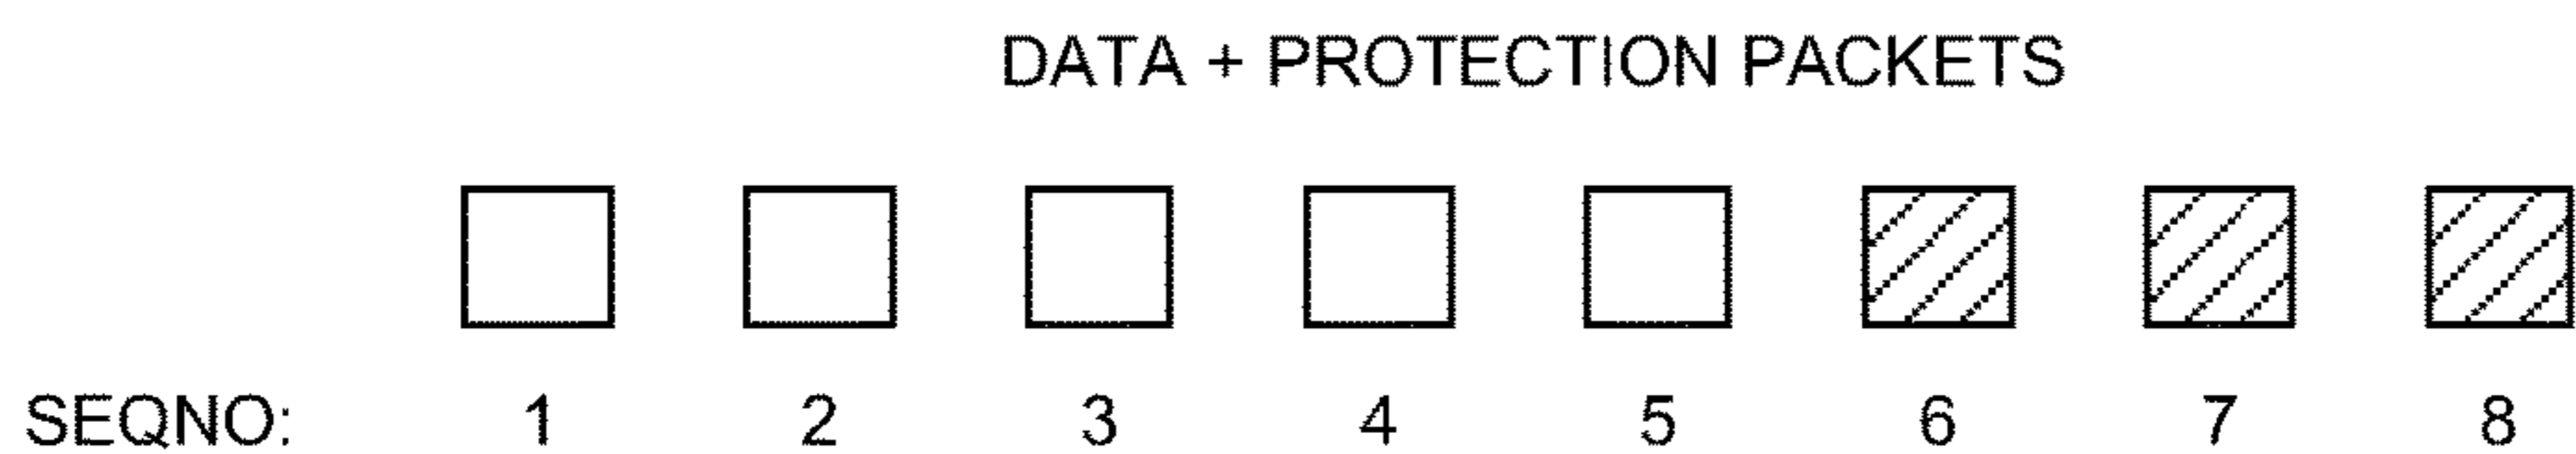 DATA + PROTECTION PACKETS
SEQNO: 1 2 3 4 5 6 7 8